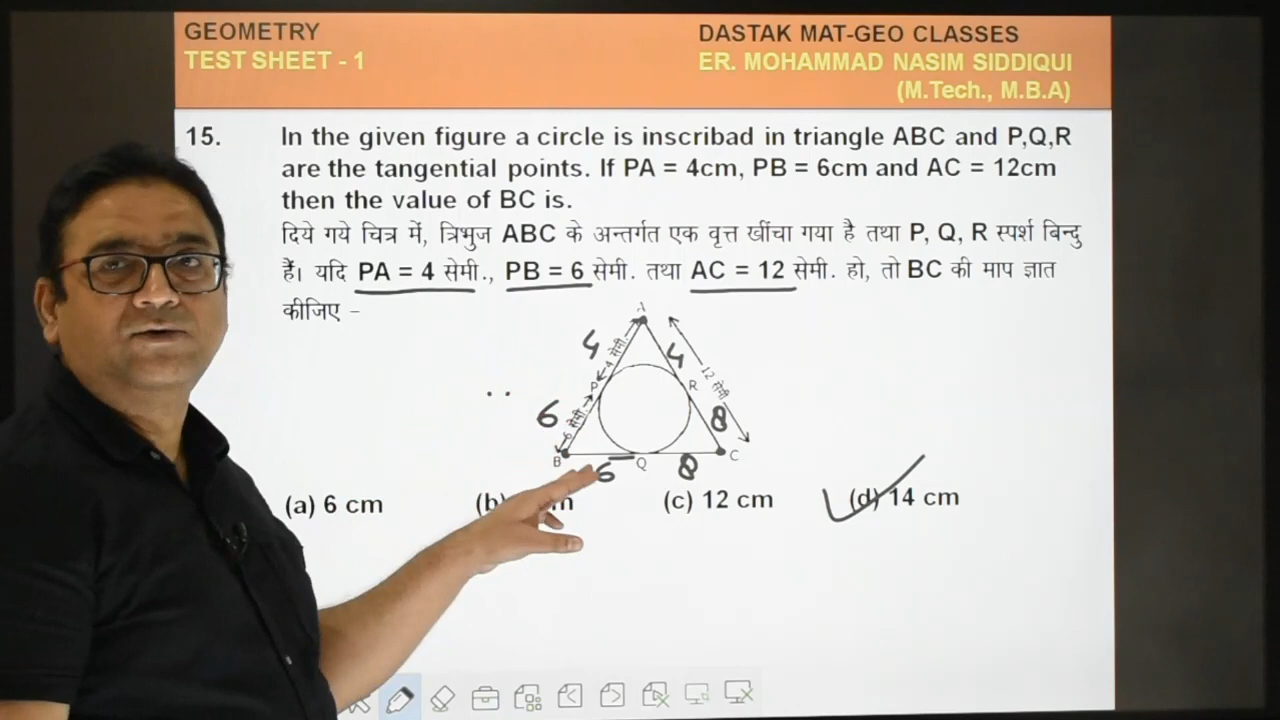 GEOMETRY
TEST SHEET - 1
DASTAK MAT-GEO CLASSES
ER. MOHAMMAD NASIM SIDDIQUI
(M.Tech., M.B.A)
15. In the given figure a circle is inscribad in triangle ABC and P,Q,R
are the tangential points. If PA = 4cm, PB = 6cm and AC = 12cm
then the value of BC is.
दिये गये चित्र में, त्रिभुज ABC के अन्तर्गत एक वृत्त खींचा गया है तथा P, Q, R स्पर्श बिन्दु
हैं। यदि PA = 4 सेमी., PB = 6 सेमी. तथा AC = 12 सेमी. हो, तो BC की माप ज्ञात
कीजिए –
A
4 4 सेमी. 4
P R 12 सेमी.
6 6 सेमी. 8
B Q C
6 8
(a) 6 cm (c) 12 cm (d) 14 cm